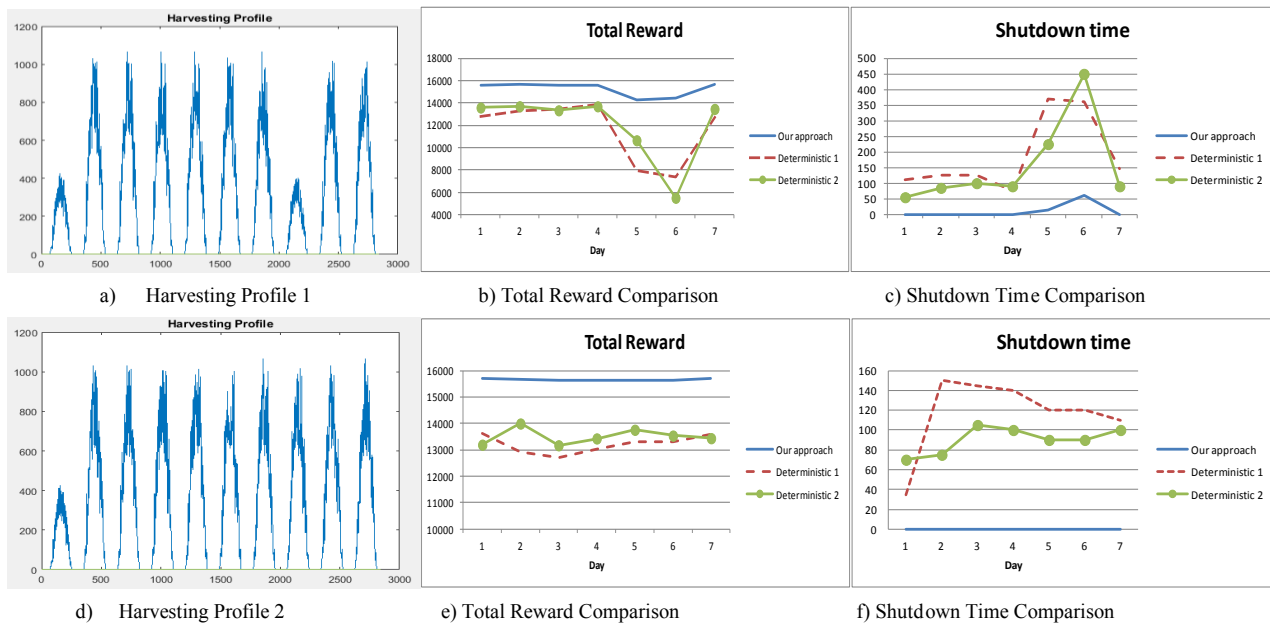 Harvesting Profile
1200
1000
800
600
400
200
0
0 500 1000 1500 2000 2500 3000
a) Harvesting Profile 1
Total Reward
18000
16000
14000
12000
10000
8000
6000
4000
1 2 3 4 5 6 7
Day
Our approach
Deterministic 1
Deterministic 2
b) Total Reward Comparison
Shutdown time
500
450
400
350
300
250
200
150
100
50
0
1 2 3 4 5 6 7
Day
Our approach
Deterministic 1
Deterministic 2
c) Shutdown Time Comparison
Harvesting Profile
1200
1000
800
600
400
200
0
0 500 1000 1500 2000 2500 3000
d) Harvesting Profile 2
Total Reward
16000
15000
14000
13000
12000
11000
10000
1 2 3 4 5 6 7
Day
Our approach
Deterministic 1
Deterministic 2
e) Total Reward Comparison
Shutdown time
160
140
120
100
80
60
40
20
0
1 2 3 4 5 6 7
Day
Our approach
Deterministic 1
Deterministic 2
f) Shutdown Time Comparison